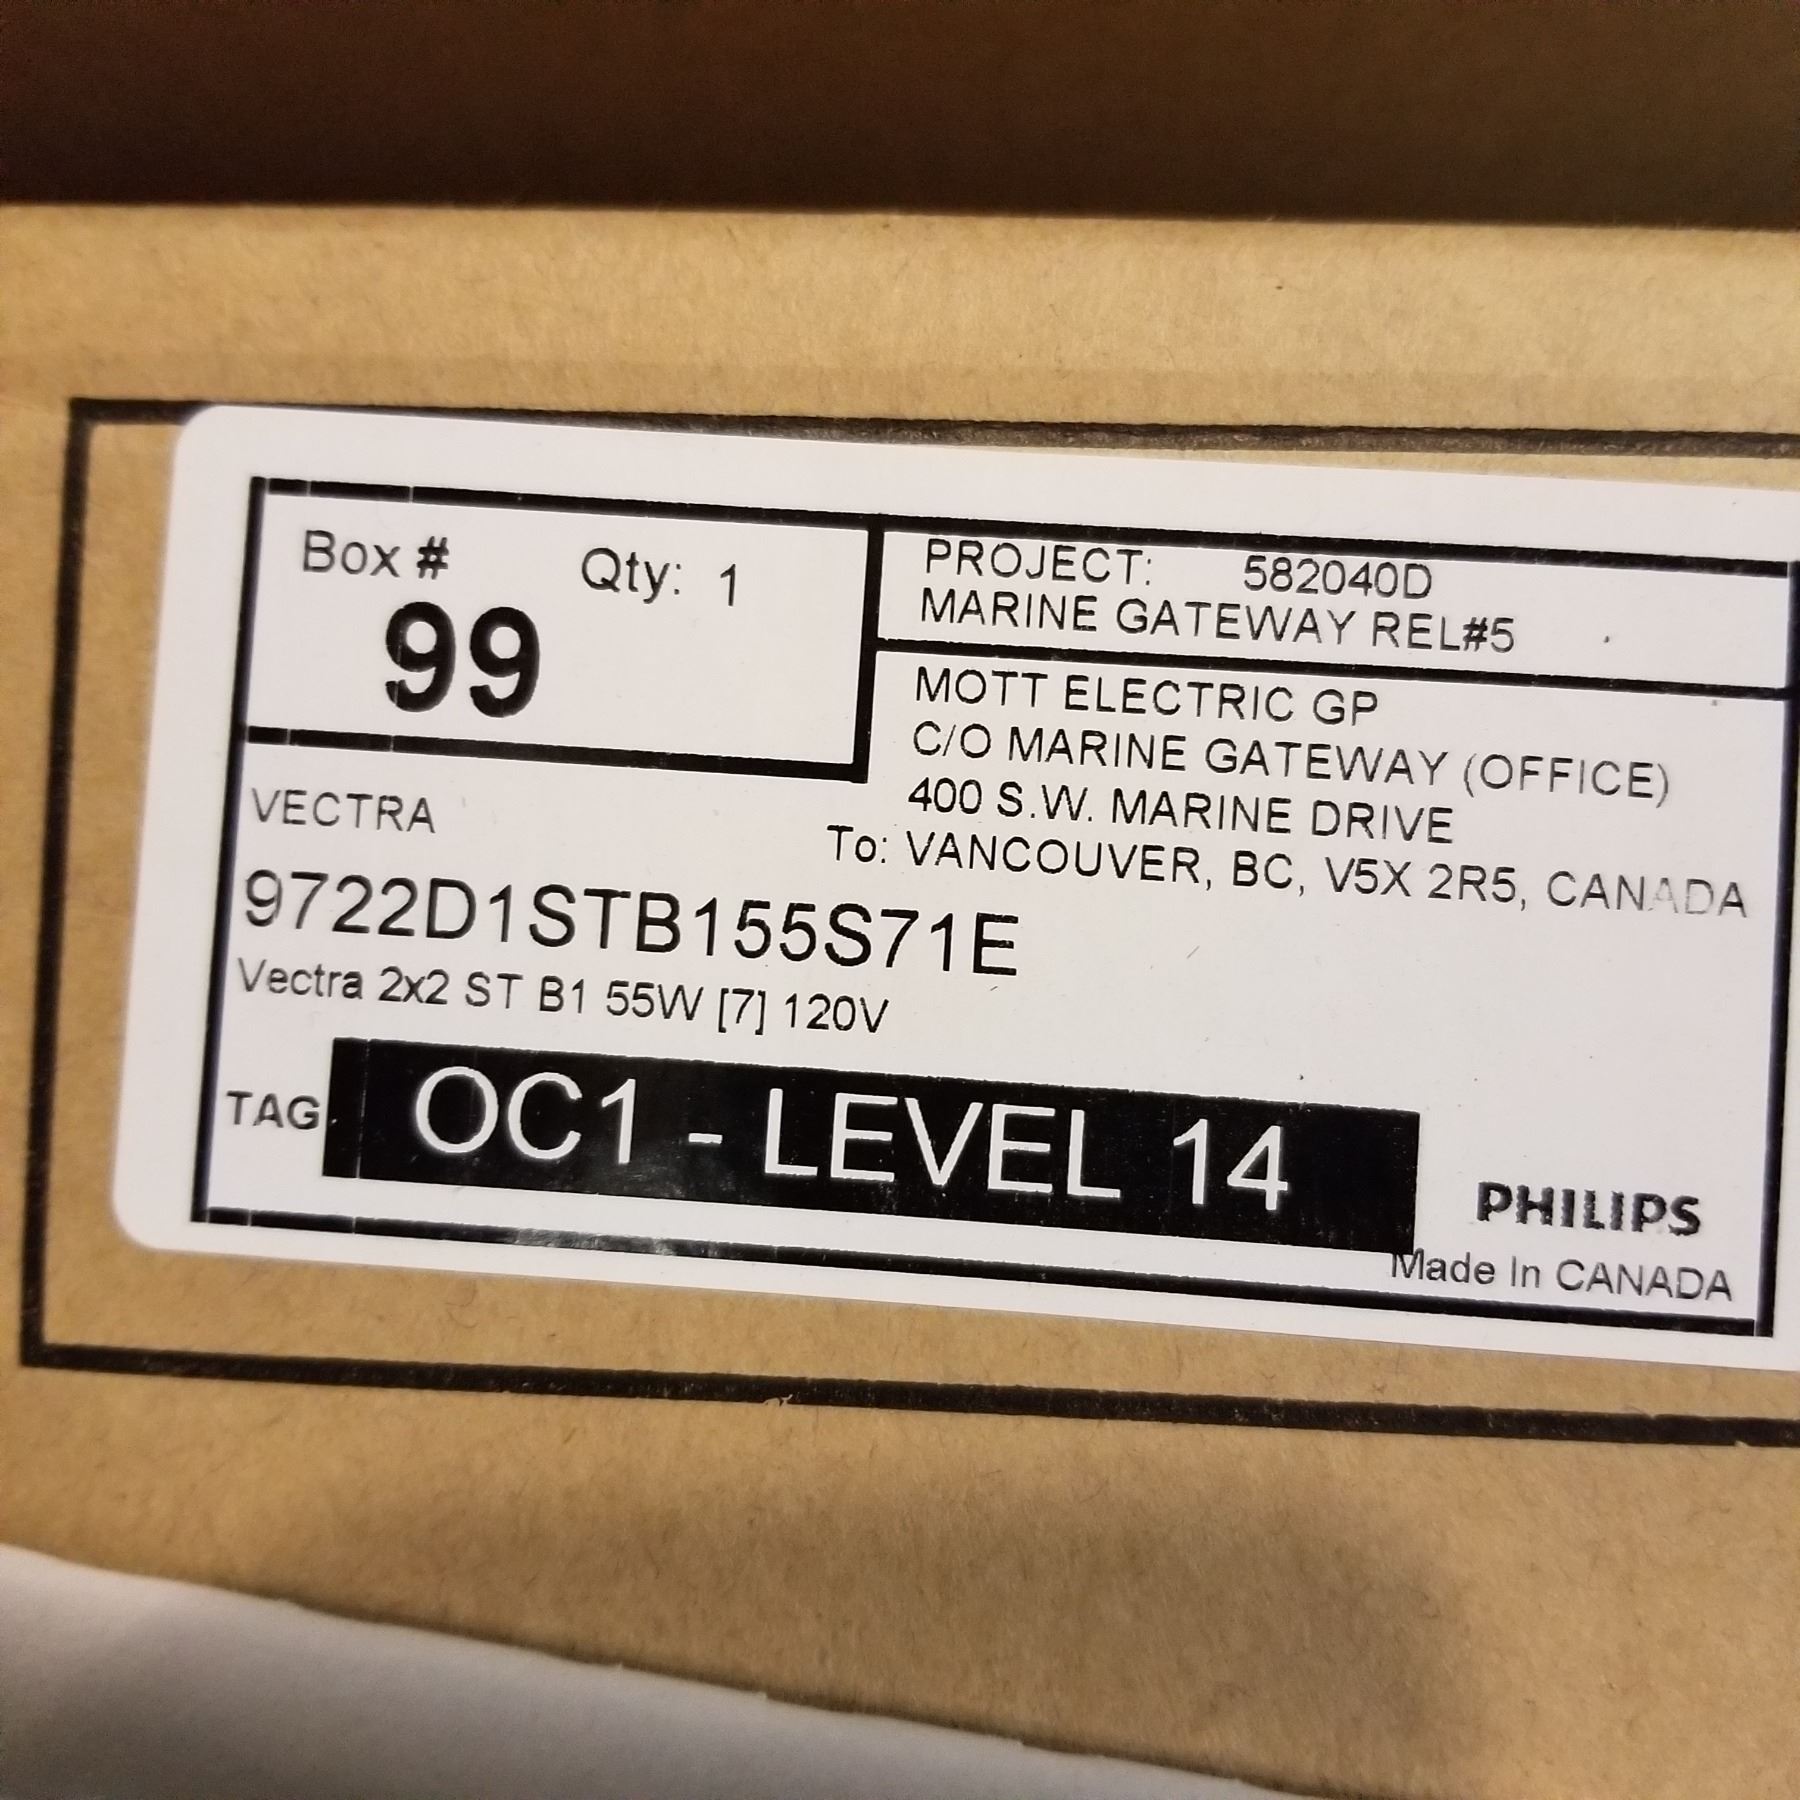 Box # Qty: 1
99
PROJECT: 582040D
MARINE GATEWAY REL#5
MOTT ELECTRIC GP
C/O MARINE GATEWAY (OFFICE)
400 S.W. MARINE DRIVE
To: VANCOUVER, BC, V5X 2R5, CANADA
VECTRA
9722D1STB155S71E
Vectra 2x2 ST B1 55W [7] 120V
TAG: OC1 - LEVEL 14
PHILIPS
Made In CANADA